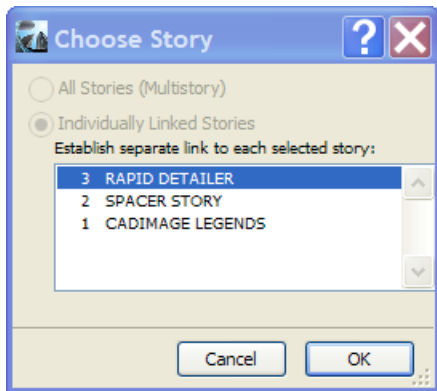 Choose Story
?
All Stories (Multistory)
Individually Linked Stories
Establish separate link to each selected story:
3 RAPID DETAILER
2 SPACER STORY
1 CADIMAGE LEGENDS
Cancel OK